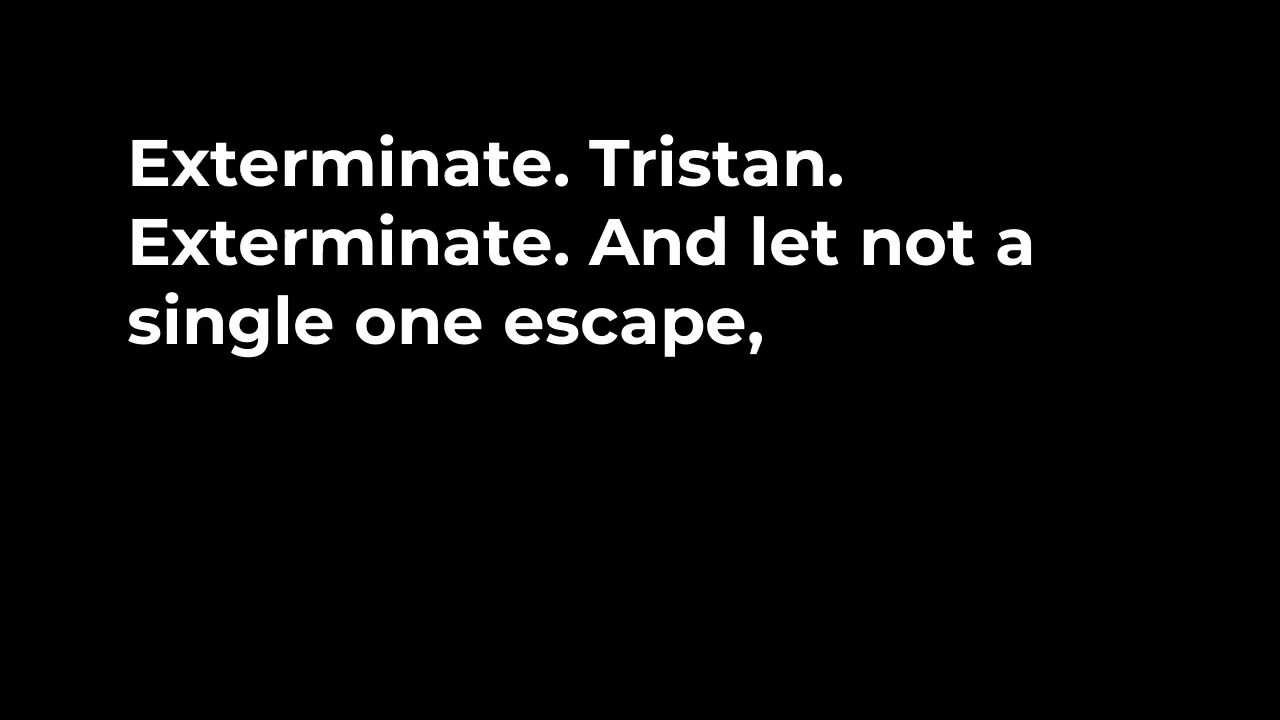 Exterminate. Tristan.
Exterminate. And let not a
single one escape,